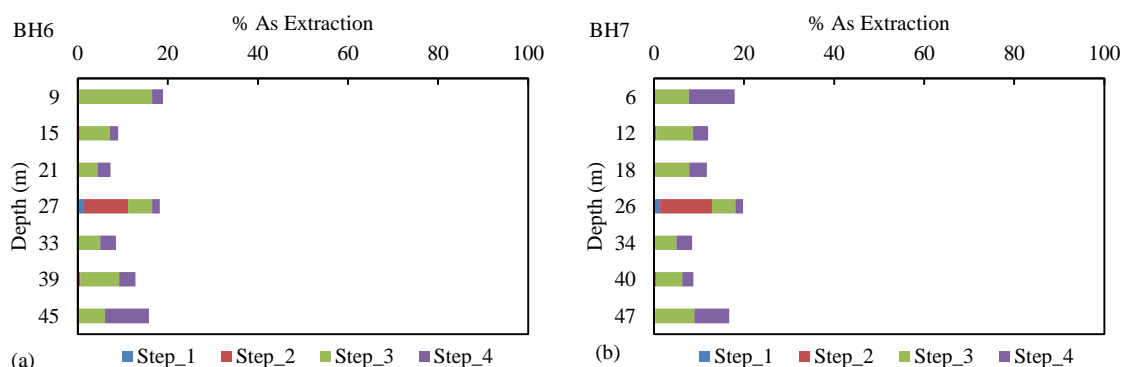 BH6
% As Extraction
0 20 40 60 80 100
Depth (m)
9
15
21
27
33
39
45
(a)
Step_1 Step_2 Step_3 Step_4
BH7
% As Extraction
0 20 40 60 80 100
Depth (m)
6
12
18
26
34
40
47
(b)
Step_1 Step_2 Step_3 Step_4